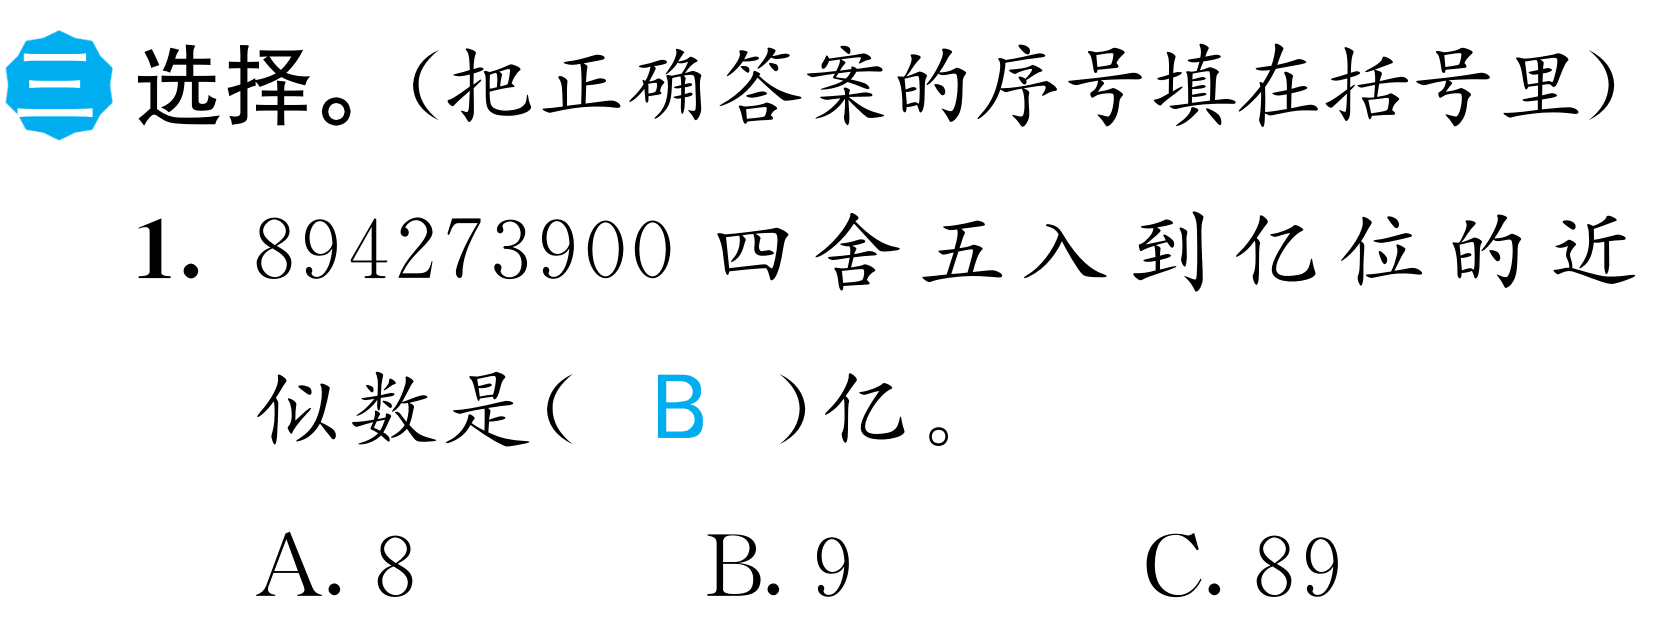 三 选择。(把正确答案的序号填在括号里)
1. 894273900 四舍五入到亿位的近
似数是( B )亿。
A. 8 B. 9 C. 89